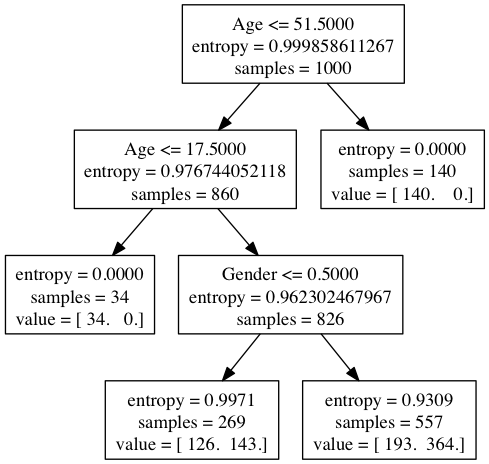 Age <= 51.5000
entropy = 0.999858611267
samples = 1000
Age <= 17.5000
entropy = 0.976744052118
samples = 860
entropy = 0.0000
samples = 140
value = [ 140. 0.]
entropy = 0.0000
samples = 34
value = [ 34. 0.]
Gender <= 0.5000
entropy = 0.962302467967
samples = 826
entropy = 0.9971
samples = 269
value = [ 126. 143.]
entropy = 0.9309
samples = 557
value = [ 193. 364.]